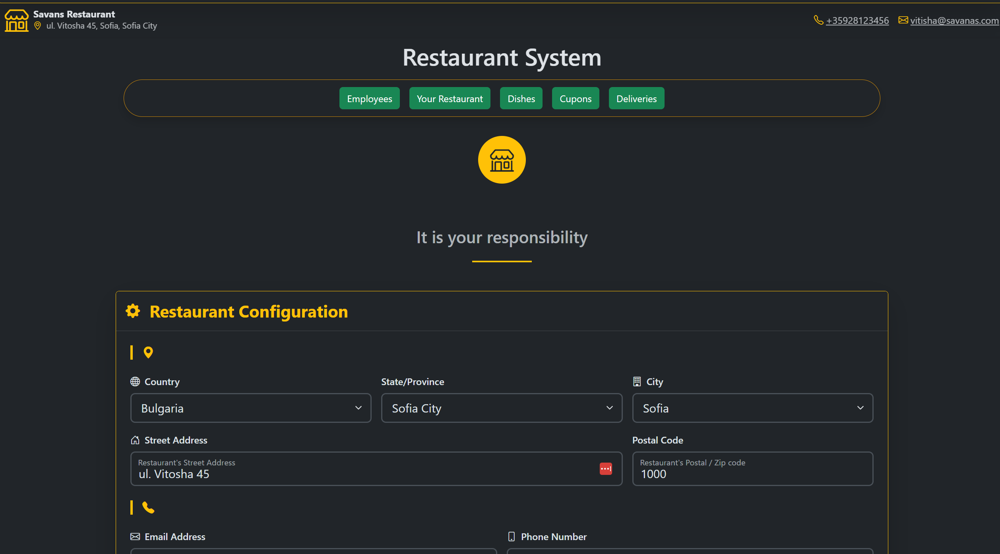 Savans Restaurant
ul. Vitosha 45, Sofia, Sofia City
+35928123456 vitisha@savanas.com
Restaurant System
Employees Your Restaurant Dishes Cupons Deliveries
It is your responsibility
Restaurant Configuration
Country State/Province City
Bulgaria Sofia City Sofia
Street Address Postal Code
Restaurant's Street Address Restaurant's Postal / Zip code
ul. Vitosha 45 1000
Email Address Phone Number